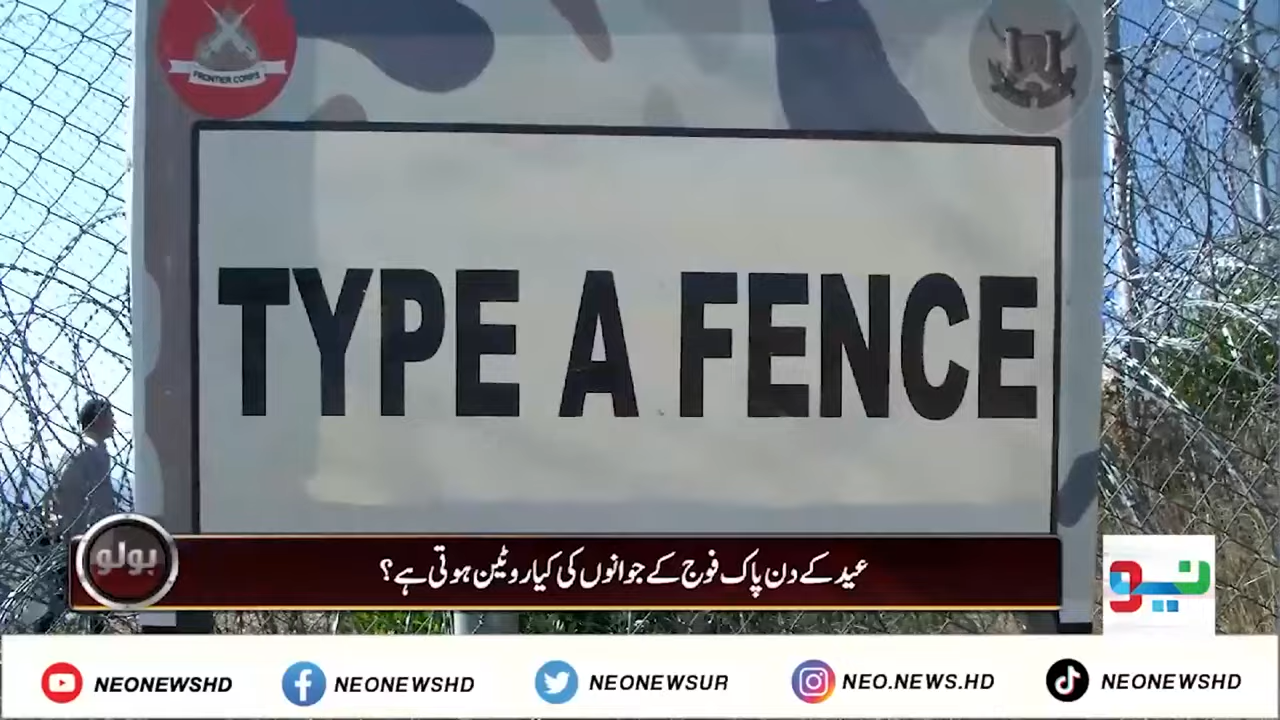 FRONTIER CORPS
TYPE A FENCE
بولو
عید کے دن پاک فوج کے جوانوں کی کیا روٹین ہوتی ہے؟
نیو
NEONEWSHD
NEONEWSHD
NEONEWSUR
NEO.NEWS.HD
NEONEWSHD